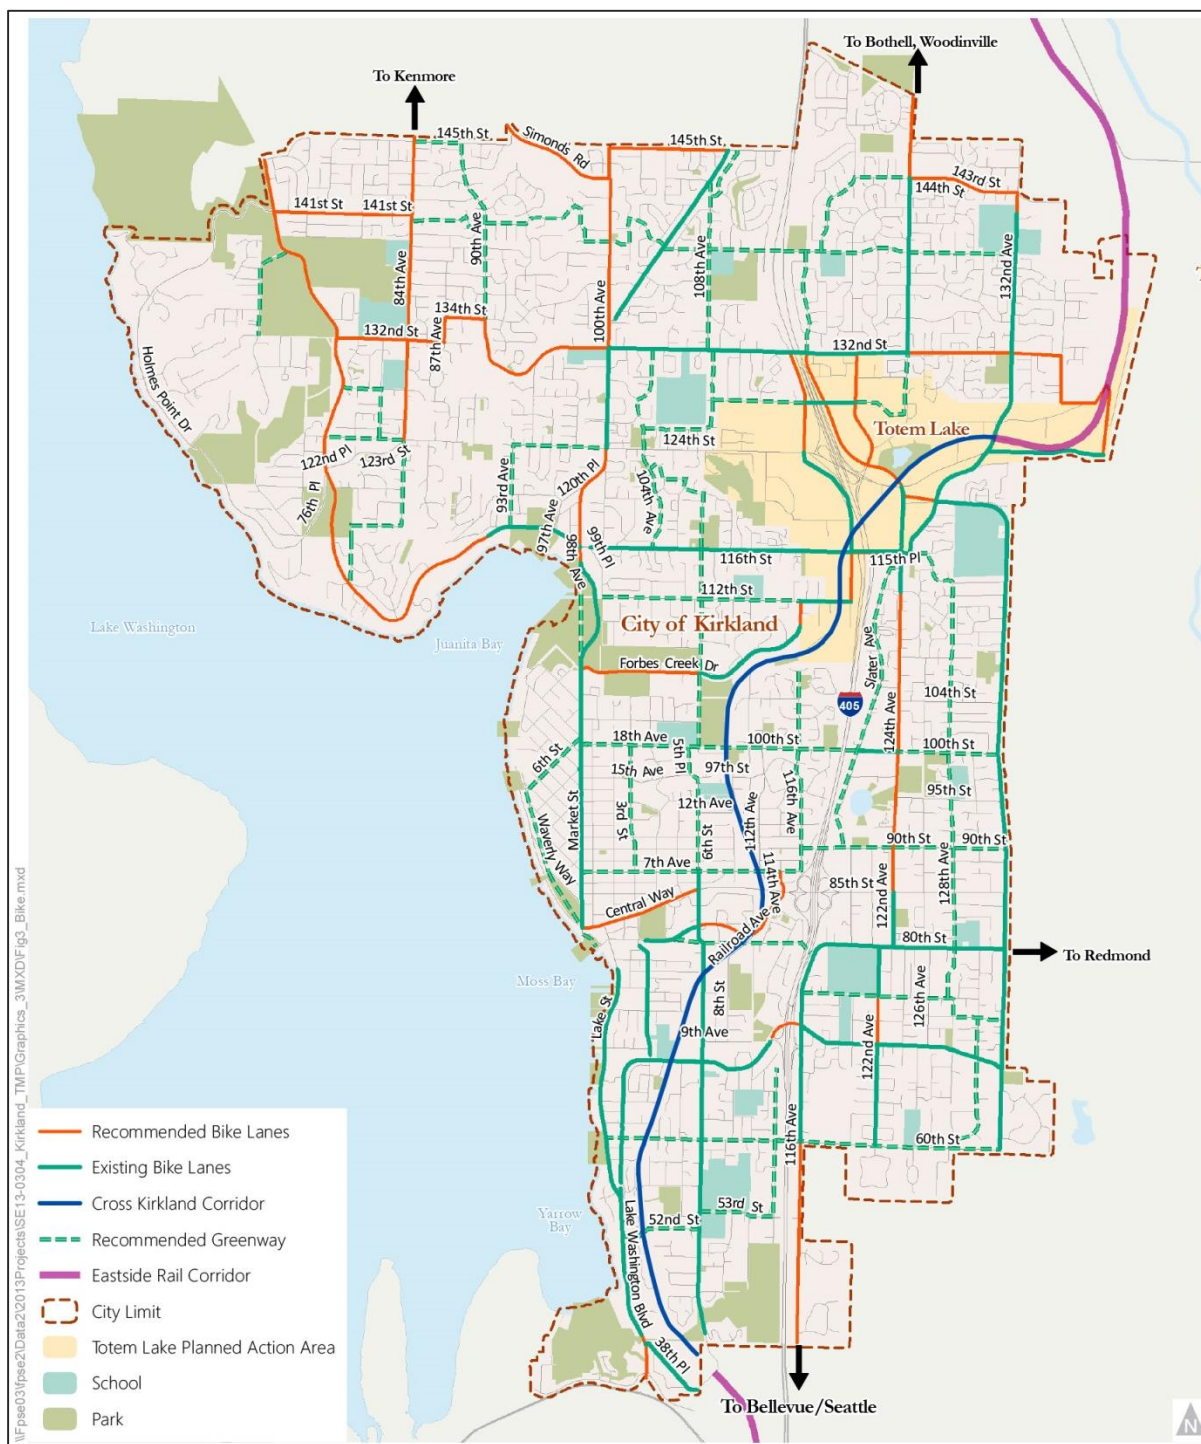 To Bothell, Woodinville
To Kenmore
145th St
Simonds Rd
145th St
143rd St
144th St
141st St
141st St
90th Ave
108th Ave
132nd Ave
84th Ave
100th Ave
134th St
132nd St
87th Ave
132nd St
Holmes Point Dr
Totem Lake
124th St
122nd Pl
123rd St
120th Pl
93rd Ave
104th Ave
76th Pl
97th Ave
99th Pl
98th Ave
116th St
115th Pl
112th St
Lake Washington
City of Kirkland
Juanita Bay
Forbes Creek Dr
Slater Ave
405
104th St
124th Ave
18th Ave
100th St
100th St
6th St
5th Pl
15th Ave
97th St
95th St
116th Ave
12th Ave
3rd St
Market St
112th Ave
6th St
90th St
90th St
Waverly Way
7th Ave
114th Ave
85th St
128th Ave
122nd Ave
Central Way
80th St
To Redmond
Railroad Ave
Moss Bay
8th St
126th Ave
Lake St
9th Ave
122nd Ave
116th Ave
60th St
Recommended Bike Lanes
Existing Bike Lanes
Cross Kirkland Corridor
Recommended Greenway
Eastside Rail Corridor
City Limit
Totem Lake Planned Action Area
School
Park
53rd St
Yarrow
Bay
52nd St
Lake Washington Blvd
38th Pl
To Bellevue/Seattle
N
\\Fpse03\fpse2\Data2\2013Projects\SE13-0304_Kirkland_TMP\Graphics_3\MXD\Fig3_Bike.mxd